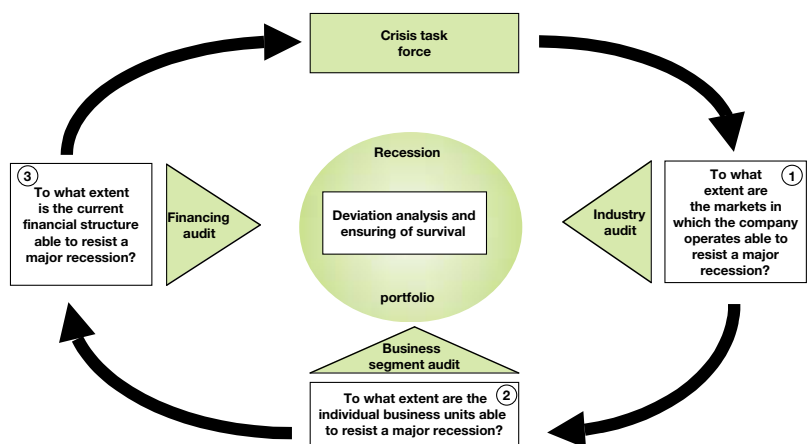 Crisis task
force
3
To what extent
is the current
financial structure
able to resist a
major recession?
Financing
audit
Recession
Deviation analysis and
ensuring of survival
portfolio
Industry
audit
1
To what
extent are
the markets in
which the company
operates able to
resist a major
recession?
Business
segment audit
2
To what extent are the
individual business units able
to resist a major recession?